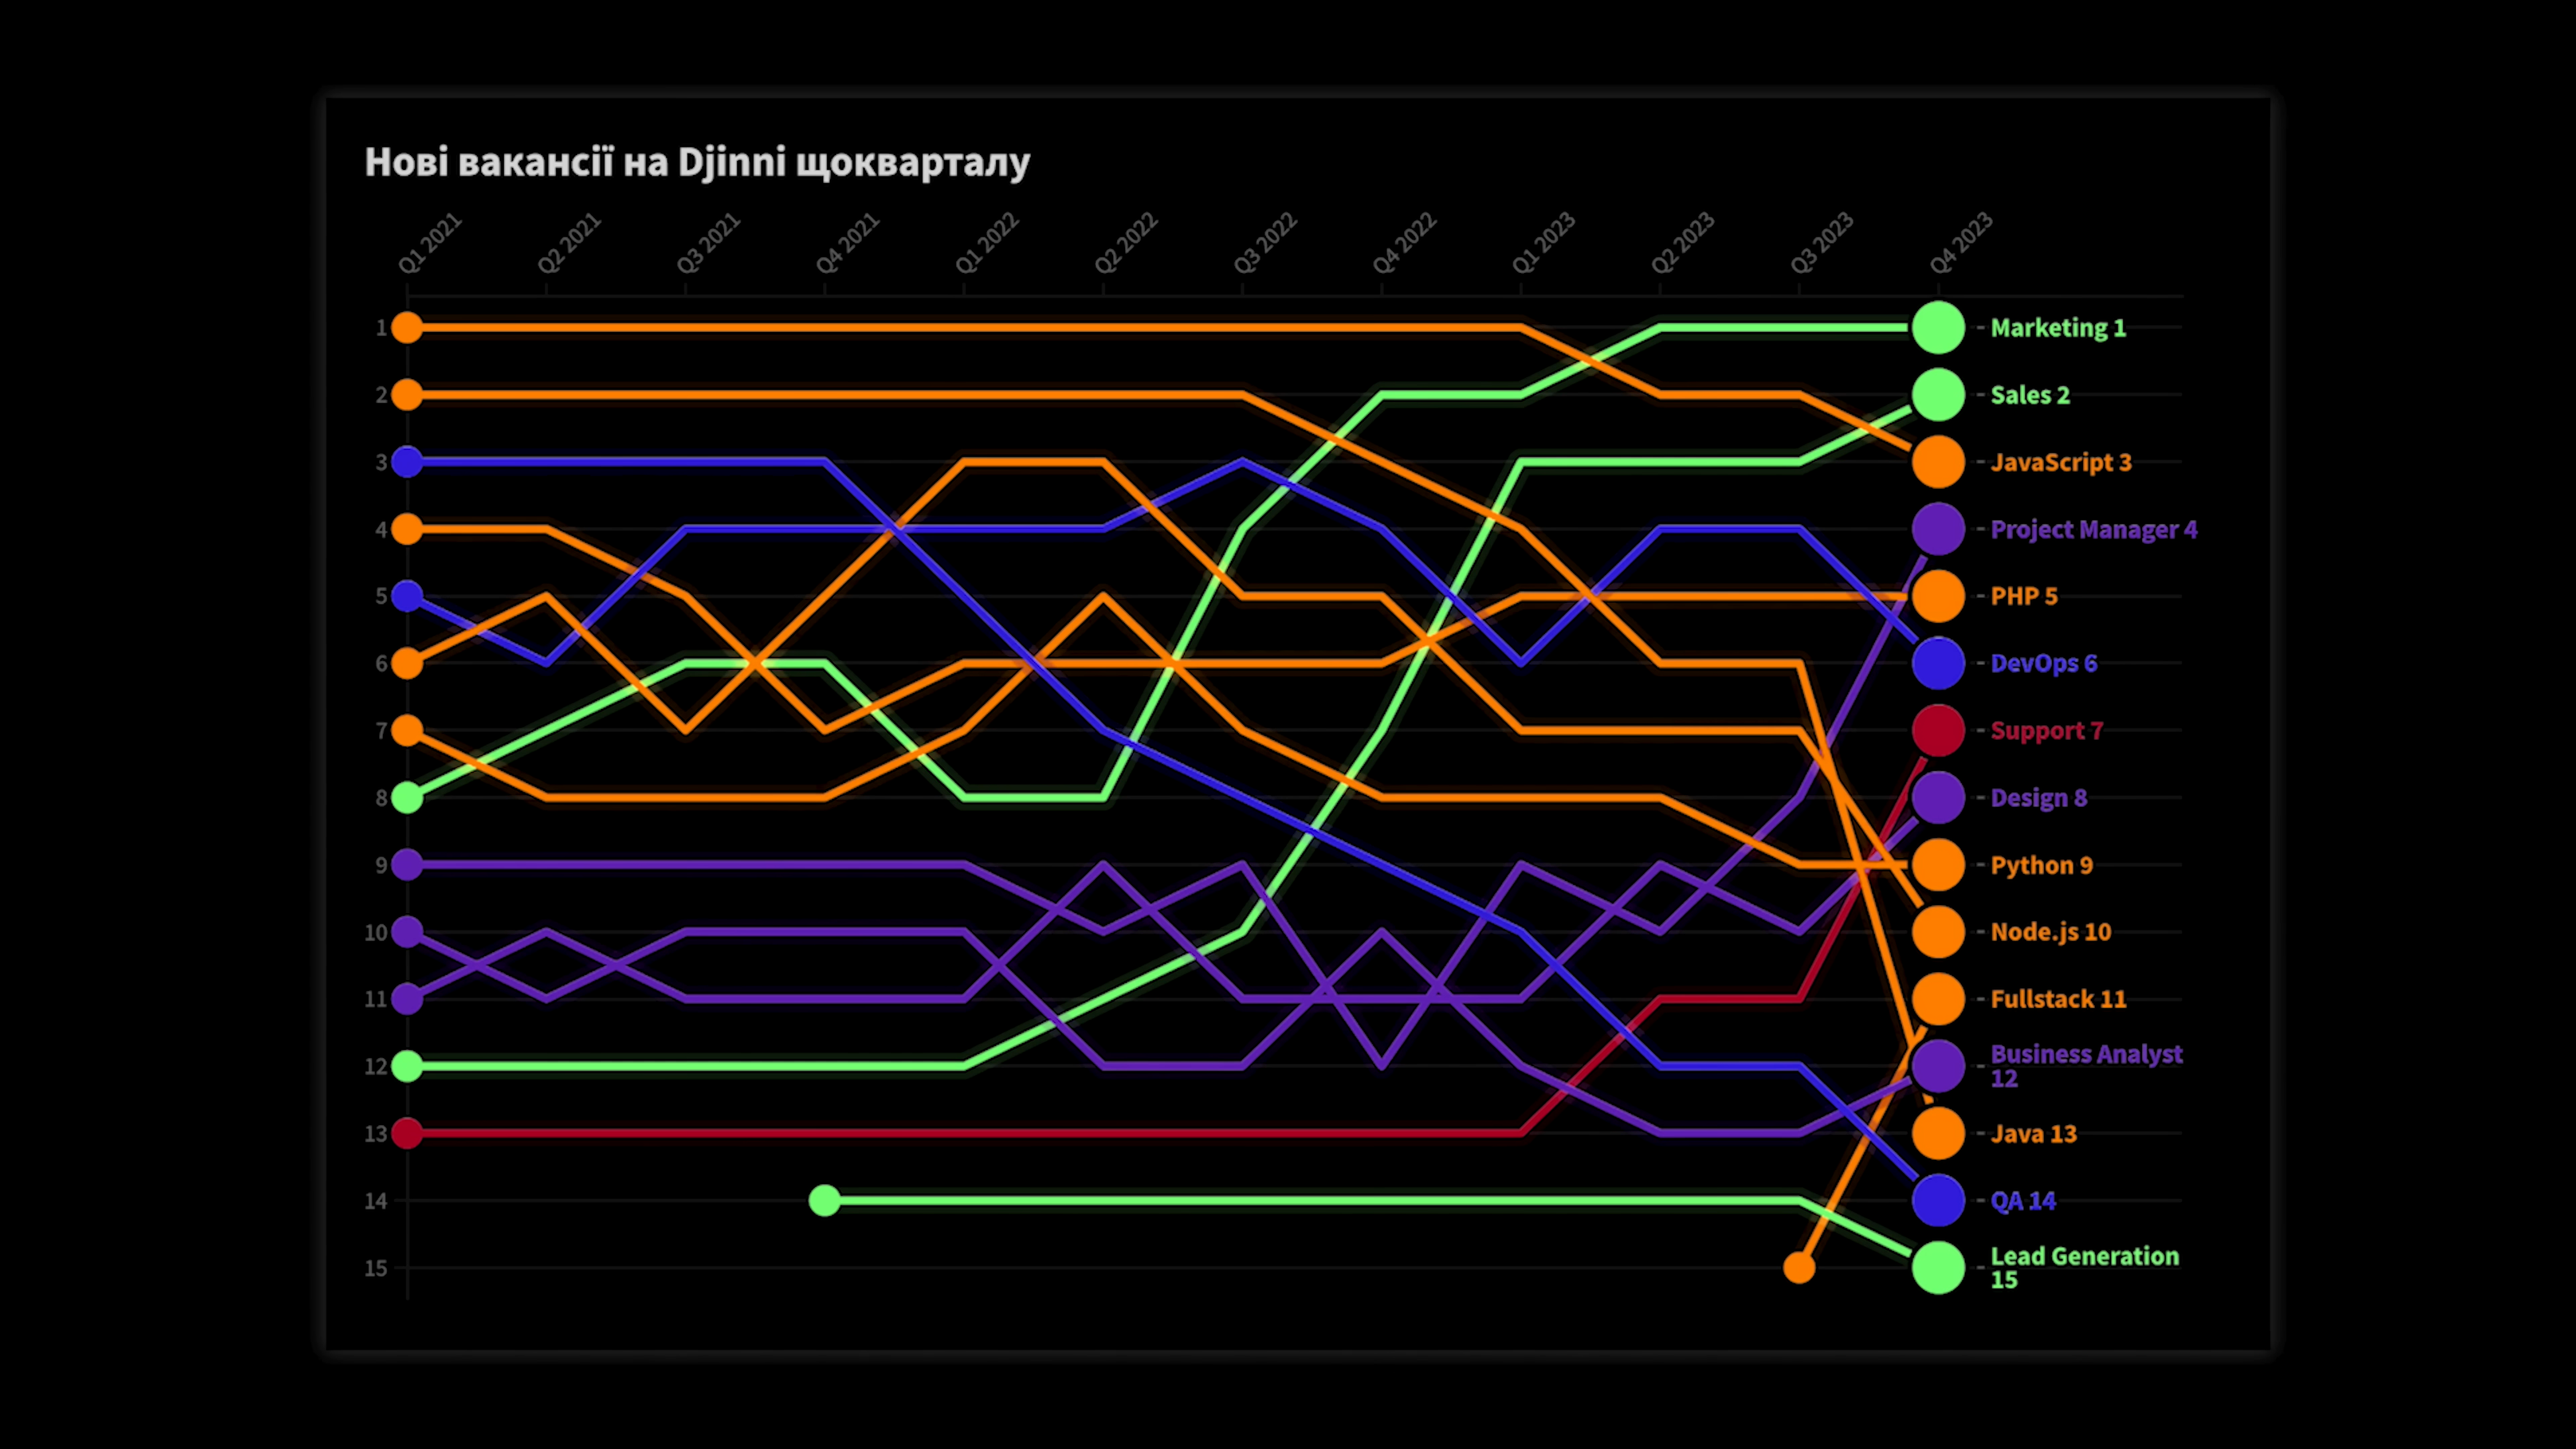 Нові вакансії на Djinni щокварталу
Q1 2021
Q2 2021
Q3 2021
Q4 2021
Q1 2022
Q2 2022
Q3 2022
Q4 2022
Q1 2023
Q2 2023
Q3 2023
Q4 2023
1
2
3
4
5
6
7
8
9
10
11
12
13
14
15
Marketing 1
Sales 2
JavaScript 3
Project Manager 4
PHP 5
DevOps 6
Support 7
Design 8
Python 9
Node.js 10
Fullstack 11
Business Analyst
12
Java 13
QA 14
Lead Generation
15